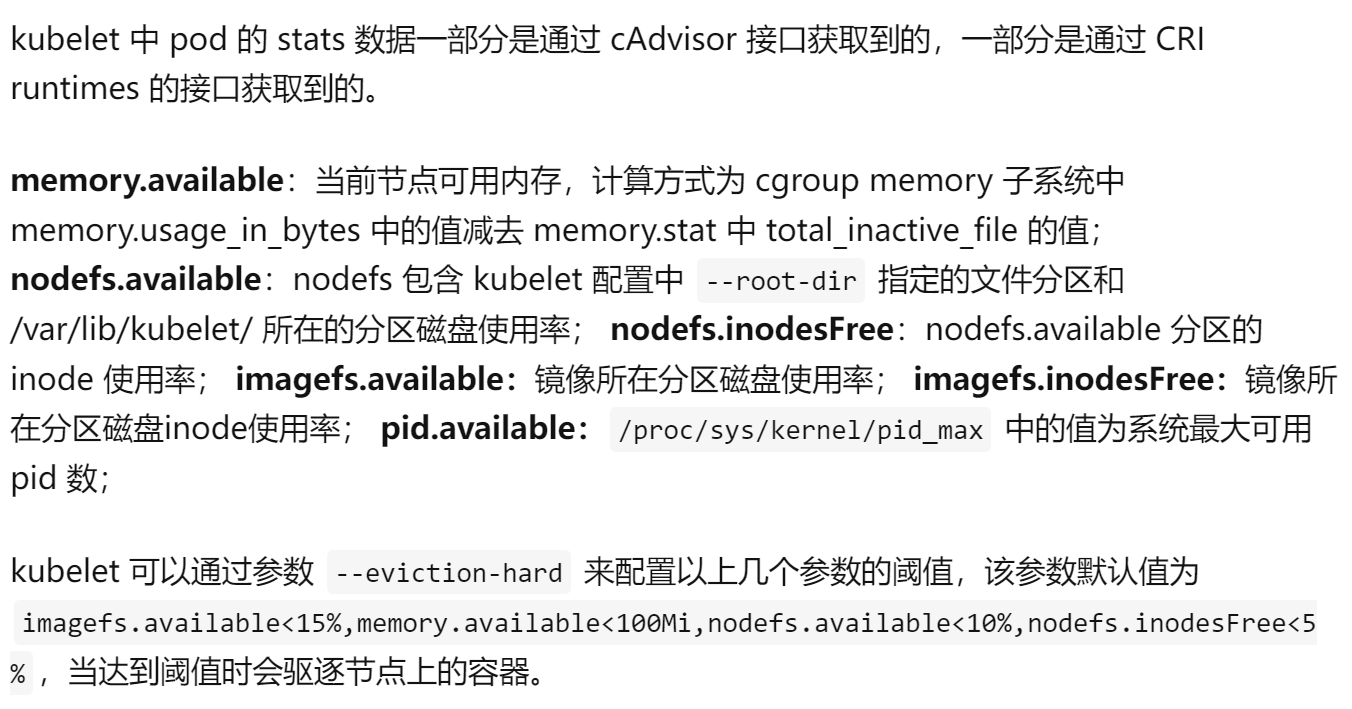 kubelet 中 pod 的 stats 数据一部分是通过 cAdvisor 接口获取到的，一部分是通过 CRI
runtimes 的接口获取到的。
memory.available：当前节点可用内存，计算方式为 cgroup memory 子系统中
memory.usage_in_bytes 中的值减去 memory.stat 中 total_inactive_file 的值；
nodefs.available：nodefs 包含 kubelet 配置中 --root-dir 指定的文件分区和
/var/lib/kubelet/ 所在的分区磁盘使用率； nodefs.inodesFree：nodefs.available 分区的
inode 使用率； imagefs.available：镜像所在分区磁盘使用率； imagefs.inodesFree：镜像所
在分区磁盘inode使用率； pid.available： /proc/sys/kernel/pid_max 中的值为系统最大可用
pid 数；
kubelet 可以通过参数 --eviction-hard 来配置以上几个参数的阈值，该参数默认值为
imagefs.available<15%,memory.available<100Mi,nodefs.available<10%,nodefs.inodesFree<5
% ，当达到阈值时会驱逐节点上的容器。